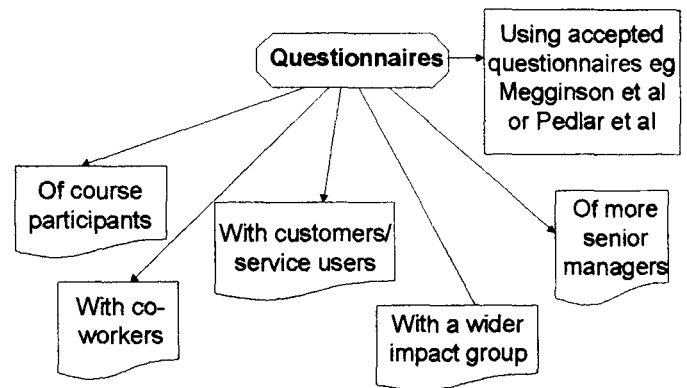 Questionnaires
Using accepted
questionnaires eg
Megginson et al
or Pedlar et al
Of course
participants
With co-
workers
With customers/
service users
With a wider
impact group
Of more
senior
managers